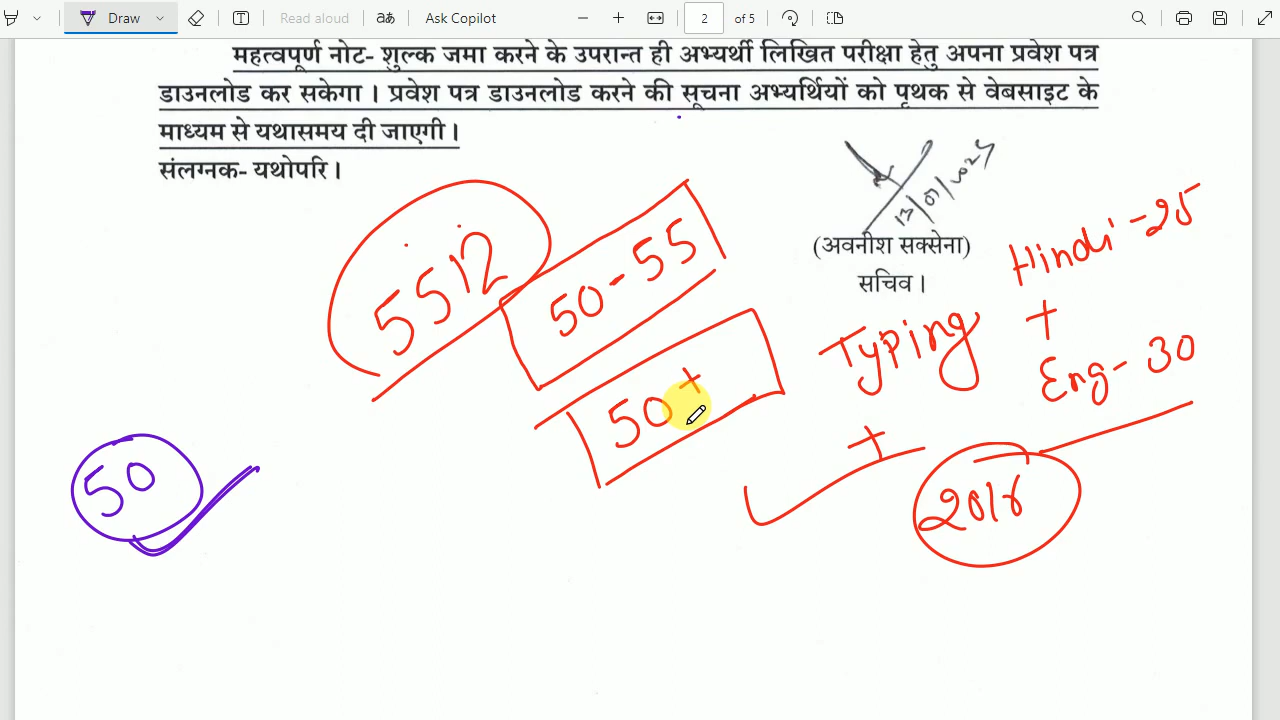 Draw
Read aloud
aあ
Ask Copilot
2 of 5
महत्वपूर्ण नोट- शुल्क जमा करने के उपरान्त ही अभ्यर्थी लिखित परीक्षा हेतु अपना प्रवेश पत्र
डाउनलोड कर सकेगा । प्रवेश पत्र डाउनलोड करने की सूचना अभ्यर्थियों को पृथक से वेबसाइट के
माध्यम से यथासमय दी जाएगी।
संलग्नक- यथोपरि।
(अवनीश सक्सेना)
सचिव।
5512
50-55
50+
Typing
Hindi-25
+
Eng-30
+
2016
50